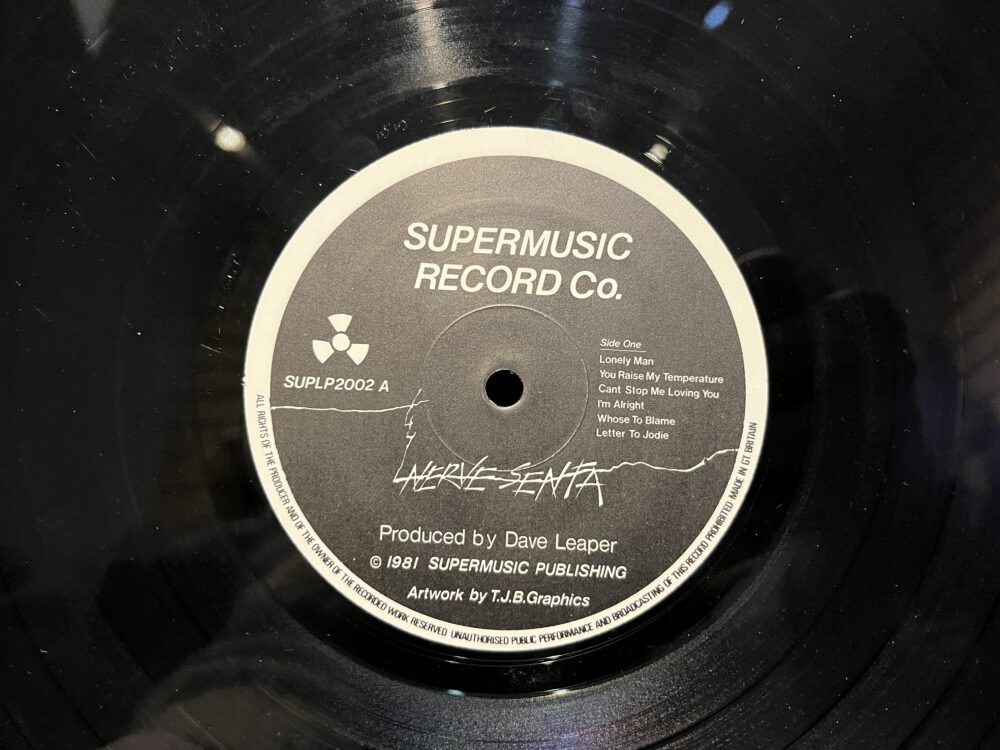 SUPERMUSIC
RECORD Co.
SUPLP2002 A
Side One
Lonely Man
You Raise My Temperature
Cant Stop Me Loving You
I'm Alright
Whose To Blame
Letter To Jodie
NERVE SENTA
Produced by Dave Leaper
© 1981 SUPERMUSIC PUBLISHING
Artwork by T.J.B.Graphics
ALL RIGHTS OF THE PRODUCER AND OF THE OWNER OF THE RECORDED WORK RESERVED UNAUTHORISED PUBLIC PERFORMANCE AND BROADCASTING OF THIS RECORD PROHIBITED MADE IN GT. BRITAIN